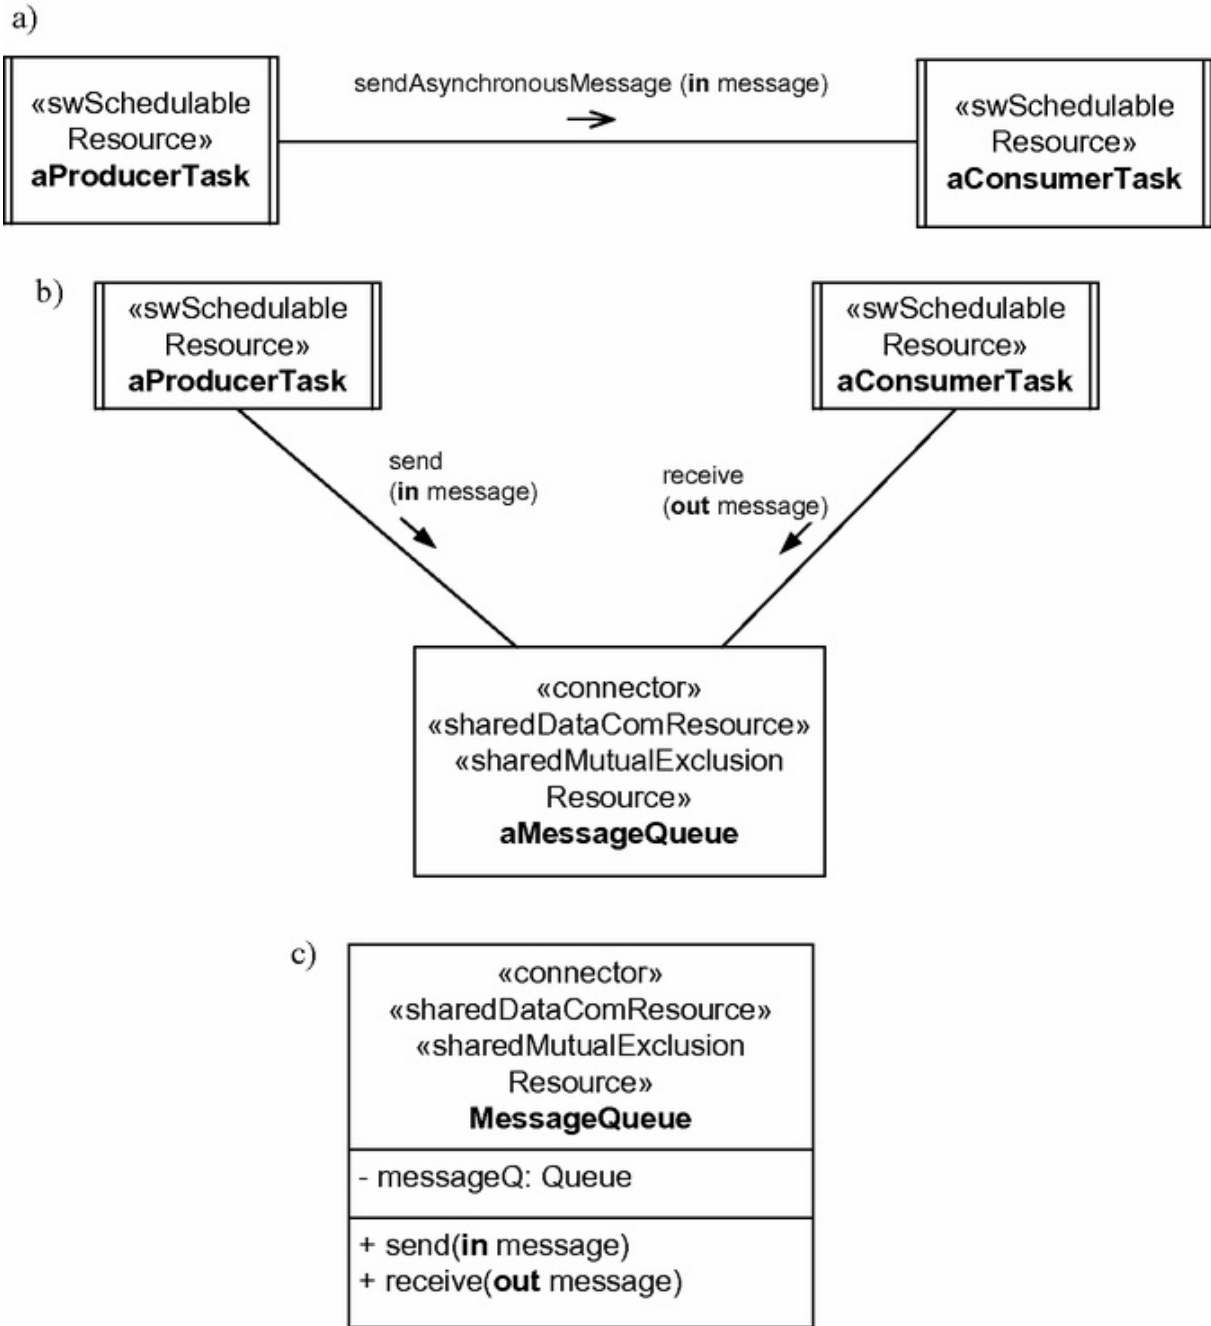 a)
«swSchedulable
Resource»
aProducerTask
sendAsynchronousMessage (in message)
«swSchedulable
Resource»
aConsumerTask
b)
«swSchedulable
Resource»
aProducerTask
«swSchedulable
Resource»
aConsumerTask
send
(in message)
receive
(out message)
«connector»
«sharedDataComResource»
«sharedMutualExclusion
Resource»
aMessageQueue
c)
«connector»
«sharedDataComResource»
«sharedMutualExclusion
Resource»
MessageQueue
- messageQ: Queue
+ send(in message)
+ receive(out message)